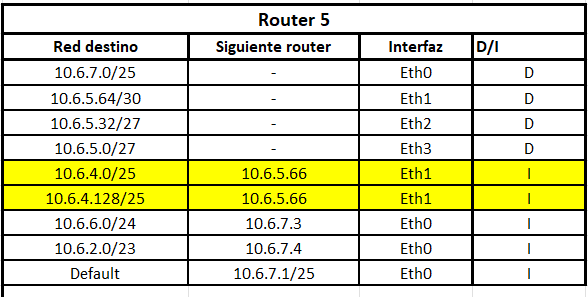 Router 5
Red destino Siguiente router Interfaz D/I
10.6.7.0/25 - Eth0 D
10.6.5.64/30 - Eth1 D
10.6.5.32/27 - Eth2 D
10.6.5.0/27 - Eth3 D
10.6.4.0/25 10.6.5.66 Eth1 I
10.6.4.128/25 10.6.5.66 Eth1 I
10.6.6.0/24 10.6.7.3 Eth0 I
10.6.2.0/23 10.6.7.4 Eth0 I
Default 10.6.7.1/25 Eth0 I